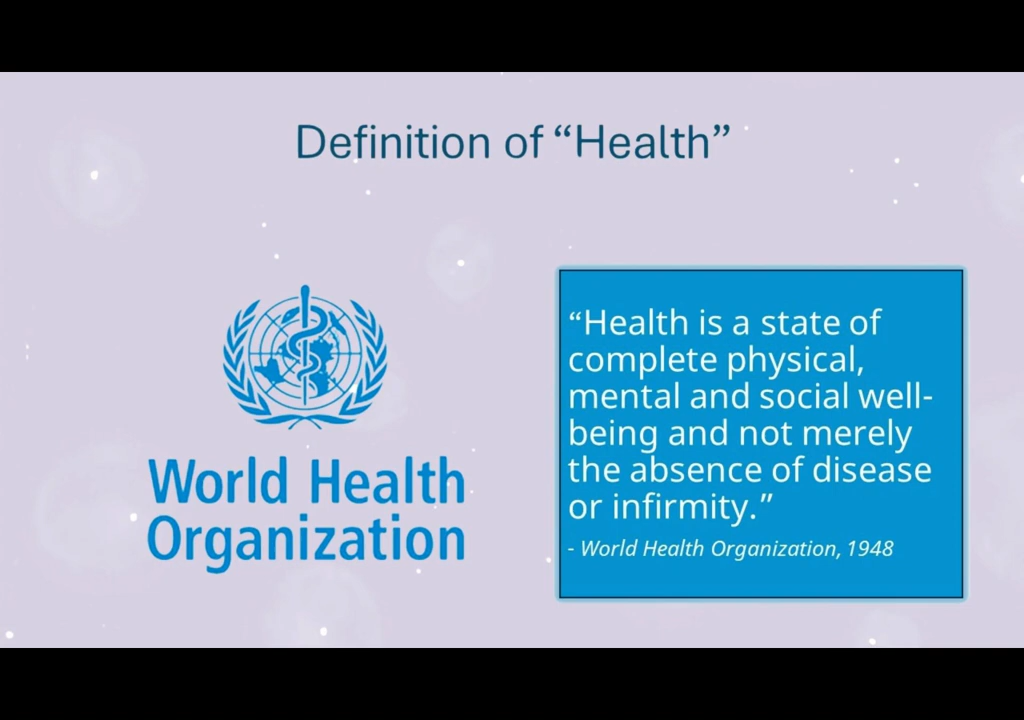 Definition of “Health”
World Health
Organization
“Health is a state of
complete physical,
mental and social well-
being and not merely
the absence of disease
or infirmity.”
- World Health Organization, 1948